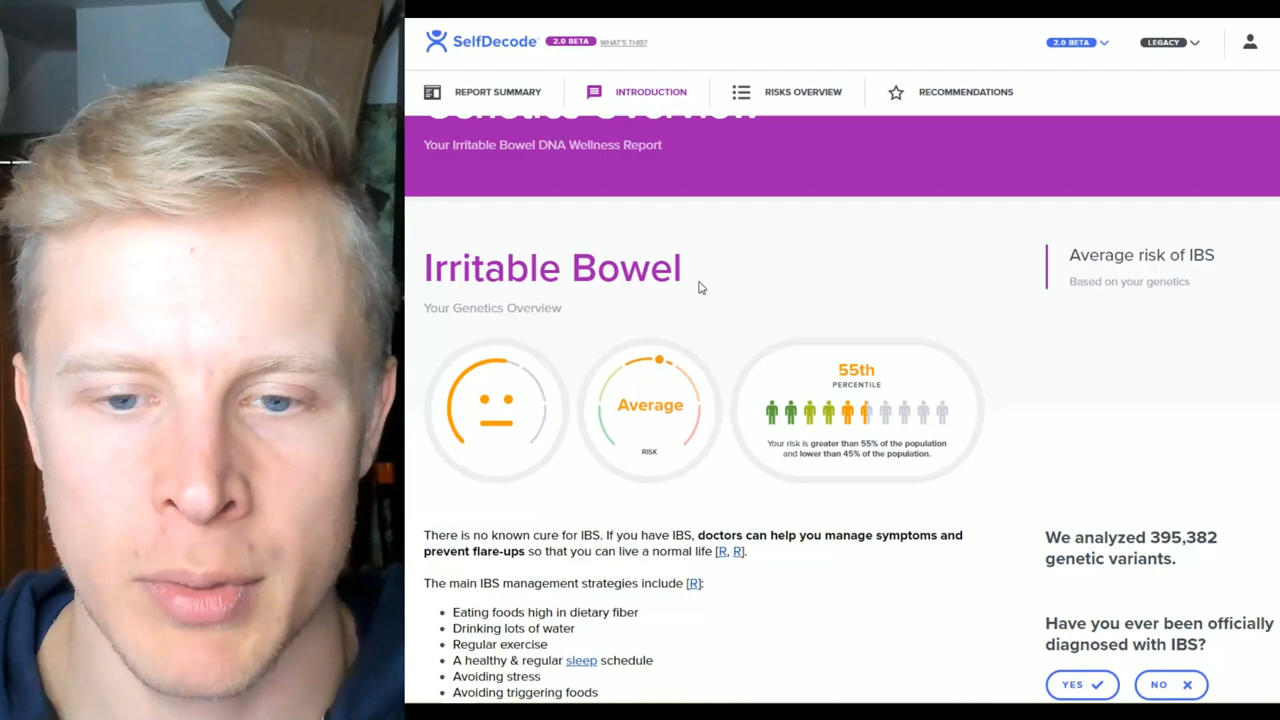 SelfDecode 2.0 BETA WHAT'S THIS? 2.0 BETA LEGACY
REPORT SUMMARY INTRODUCTION RISKS OVERVIEW RECOMMENDATIONS
Genetics Overview
Your Irritable Bowel DNA Wellness Report
Irritable Bowel
Your Genetics Overview
Average risk of IBS
Based on your genetics
Average
RISK
55th
PERCENTILE
Your risk is greater than 55% of the population
and lower than 45% of the population.
There is no known cure for IBS. If you have IBS, doctors can help you manage symptoms and
prevent flare-ups so that you can live a normal life [R, R].
The main IBS management strategies include [R]:
• Eating foods high in dietary fiber
• Drinking lots of water
• Regular exercise
• A healthy & regular sleep schedule
• Avoiding stress
• Avoiding triggering foods
We analyzed 395,382
genetic variants.
Have you ever been officially
diagnosed with IBS?
YES NO